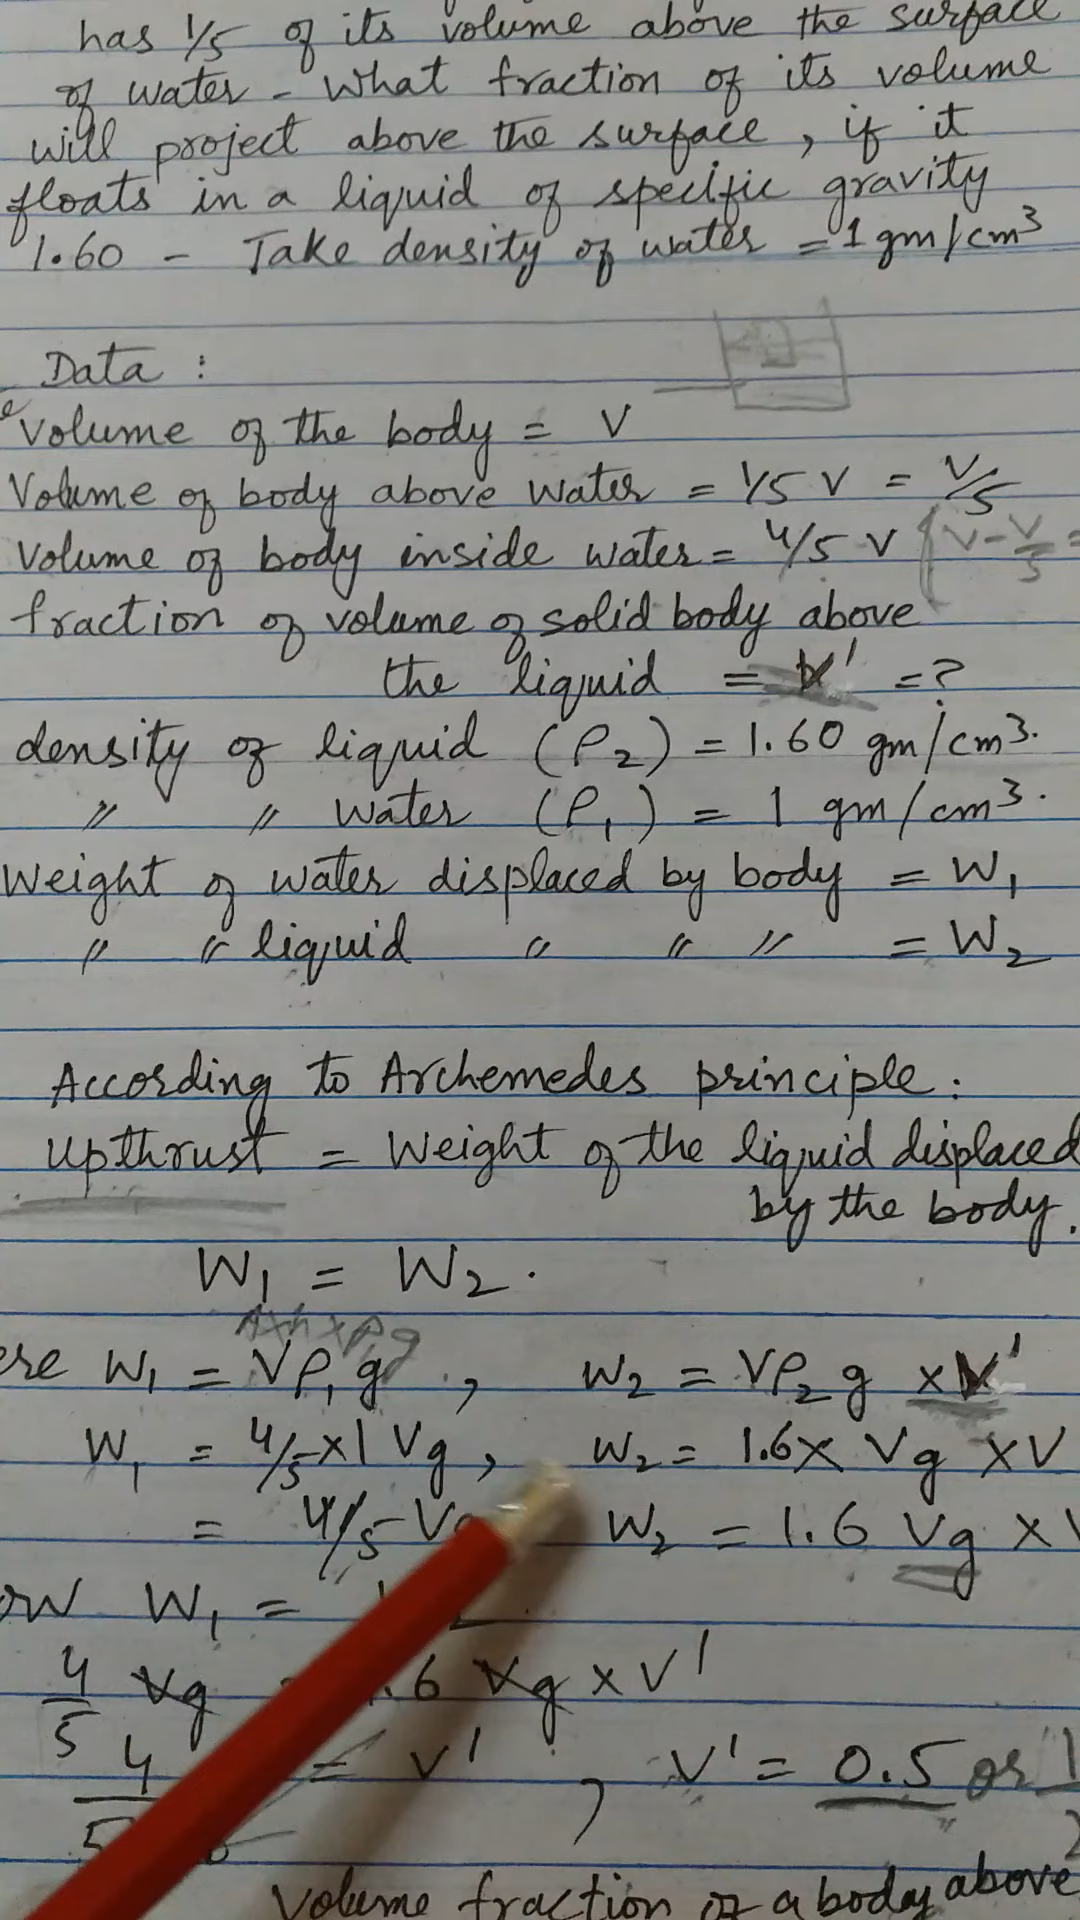 has 1/5 of its volume above the surface
of water - What fraction of its volume
will project above the surface, if it
floats in a liquid of specific gravity
1.60 - Take density of water = 1 gm/cm³
Data :
Volume of the body = V
Volume of body above water = 1/5 V = V/5
Volume of body inside water = 4/5 V { V - V/5 =
fraction of volume of solid body above
the liquid = V' = ?
density of liquid (ρ₂) = 1.60 gm/cm³.
〃 〃 water (ρ₁) = 1 gm/cm³.
Weight of water displaced by body = W₁
〃 〃 liquid 〃 〃 〃 = W₂
According to Archemedes principle :
Upthrust = Weight of the liquid displaced
by the body.
W₁ = W₂.
A×h×ρg
W₁ = Vρ₁g , W₂ = Vρ₂g × V'
W₁ = 4/5 × 1 Vg , W₂ = 1.6 × Vg × V
= 4/5 W₂ = 1.6 Vg ×
W₁ =
4/5 Vg .6 Vg × V'
4 = V' , V' = 0.5 or 1
Volume fraction of a body above